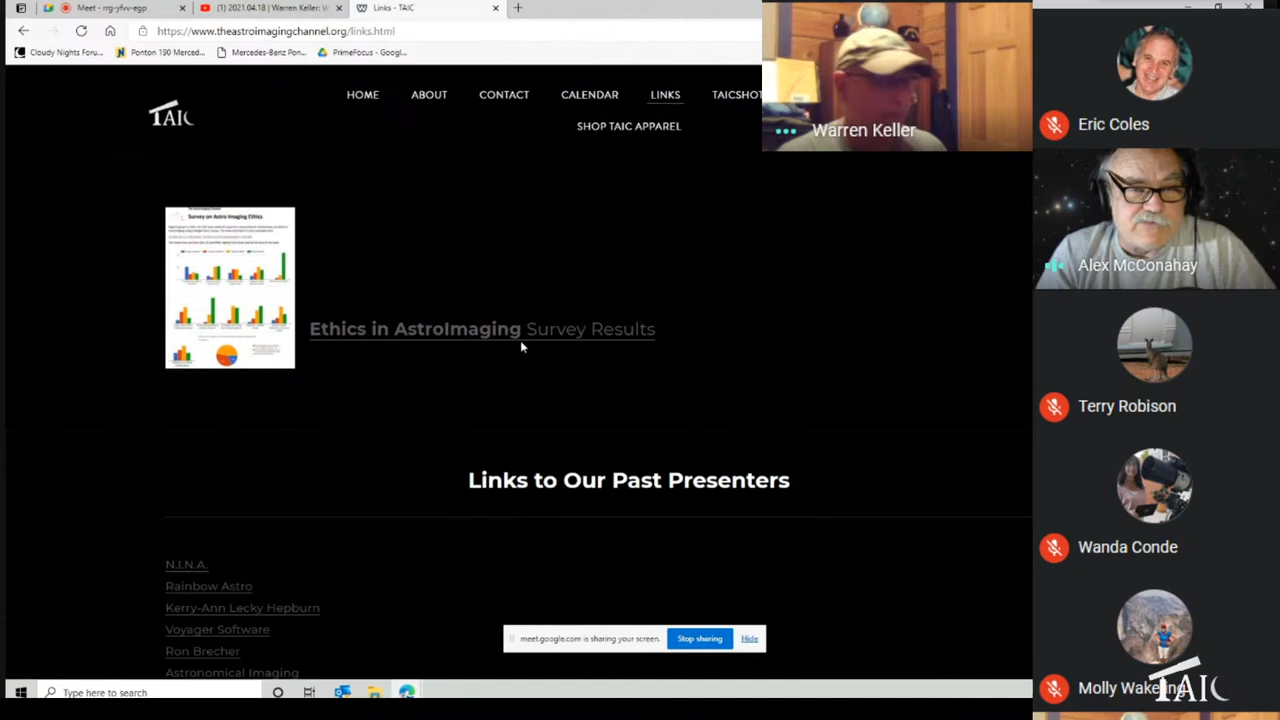 Meet - rrg-yfvv-egp
(1) 2021.04.18 | Warren Keller: W
Links - TAIC
https://www.theastroimagingchannel.org/links.html
Cloudy Nights Foru...
Ponton 190 Merced...
Mercedes-Benz Pon...
PrimeFocus - Googl...
TAIC
HOME
ABOUT
CONTACT
CALENDAR
LINKS
TAICSHOT
SHOP TAIC APPAREL
Survey on Astro Imaging Ethics
Ethics in AstroImaging Survey Results
Links to Our Past Presenters
N.I.N.A.
Rainbow Astro
Kerry-Ann Lecky Hepburn
Voyager Software
Ron Brecher
Astronomical Imaging
meet.google.com is sharing your screen.
Stop sharing
Hide
Type here to search
Warren Keller
Eric Coles
Alex McConahay
Terry Robison
Wanda Conde
Molly Wakeling
TAIC